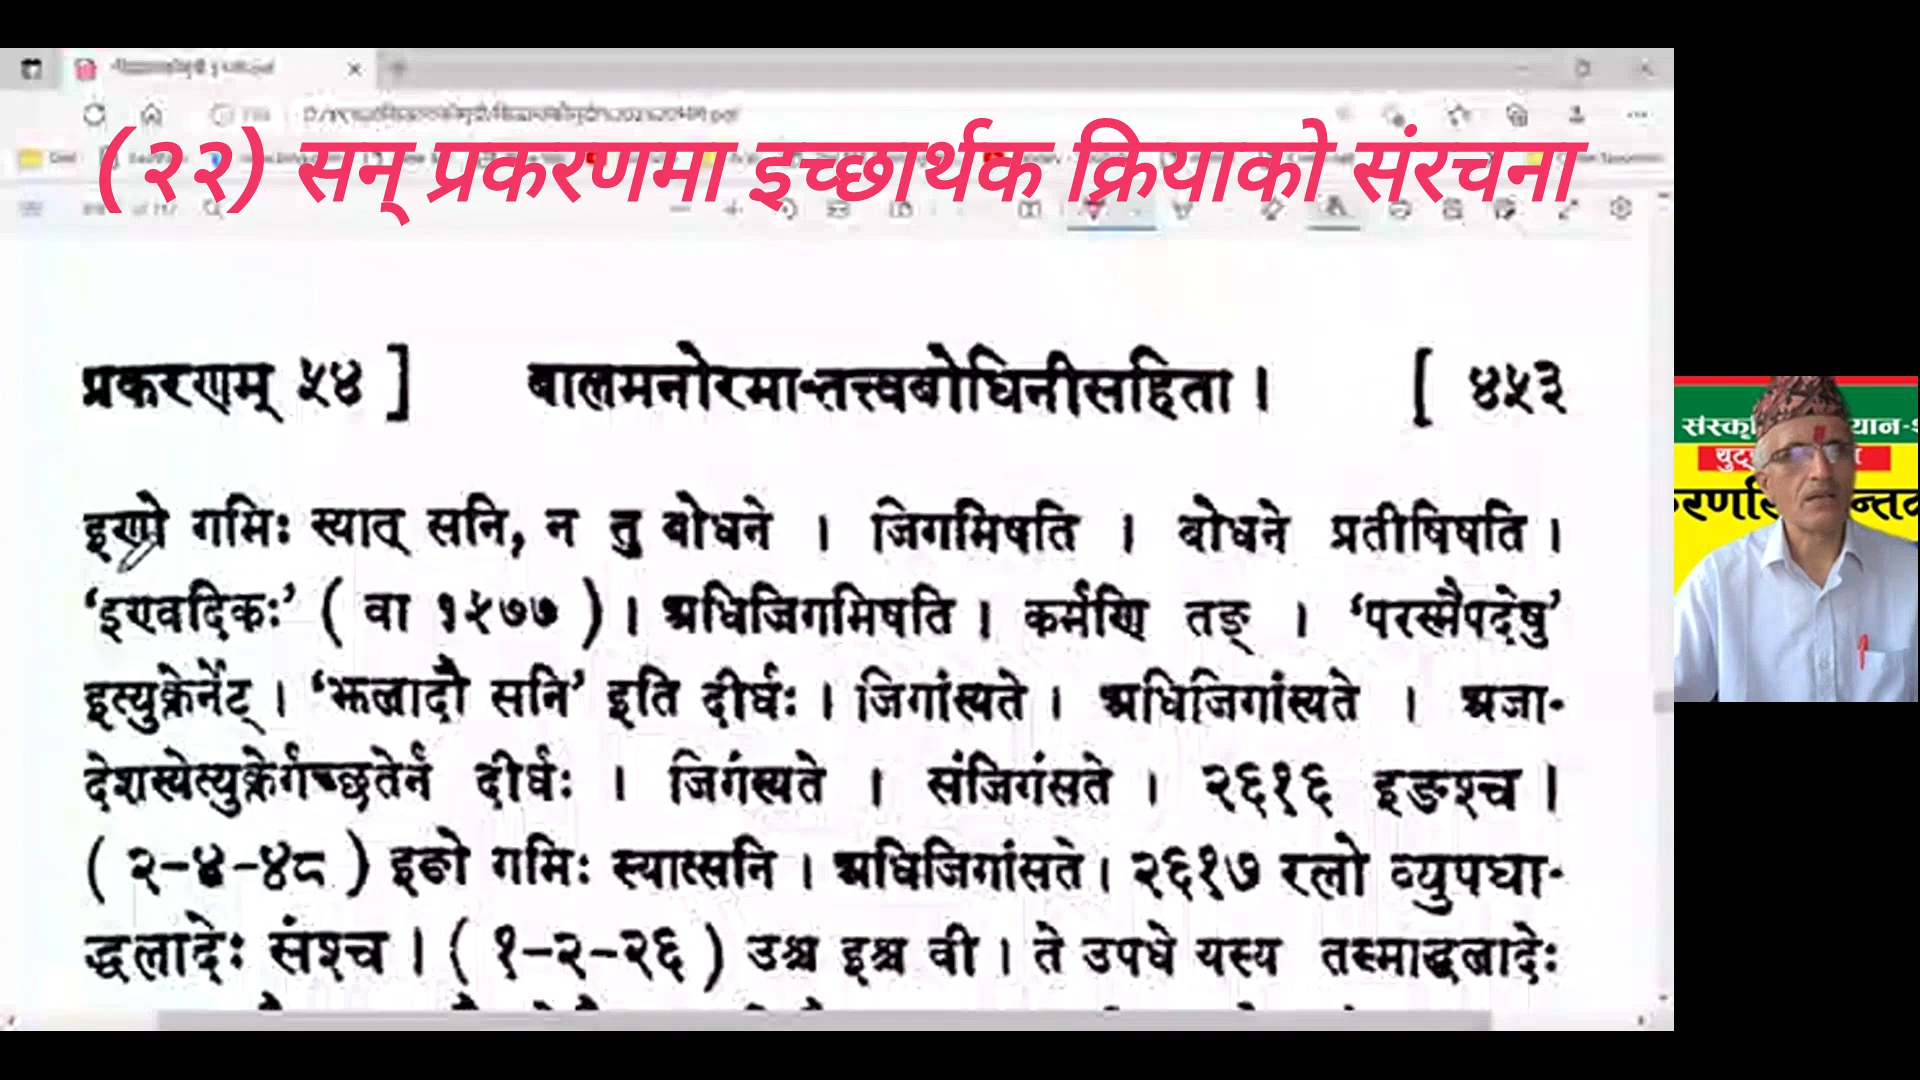 (२२) सन् प्रकरणमा इच्छार्थक क्रियाको संरचना
प्रकरणम् ५४ ] बालमनोरमा-तत्त्वबोधिनीसहिता । [ ४५३
इणो गमिः स्यात् सनि, न तु बोधने । जिगमिषति । बोधने प्रतीषिषति ।
‘इण्वदिकः’ ( वा १५७७ ) । अधिजिगमिषति । कर्मणि तङ् । ‘परस्मैपदेषु’
इत्युक्तेर्नेट् । ‘झलादौ सनि’ इति दीर्घः । जिगांस्यते । अधिजिगांस्यते । अजा-
देशस्येत्युक्तेर्गच्छतेर्न दीर्घः । जिगंस्यते । संजिगंसते । २६१६ इङश्च ।
( २-४-४८ ) इङो गमिः स्यात्सनि । अधिजिगांसते । २६१७ रलो व्युपधा-
द्धलादेः संश्च । ( १-२-२६ ) उश्च इश्च वी । ते उपधे यस्य तस्माद्धलादेः